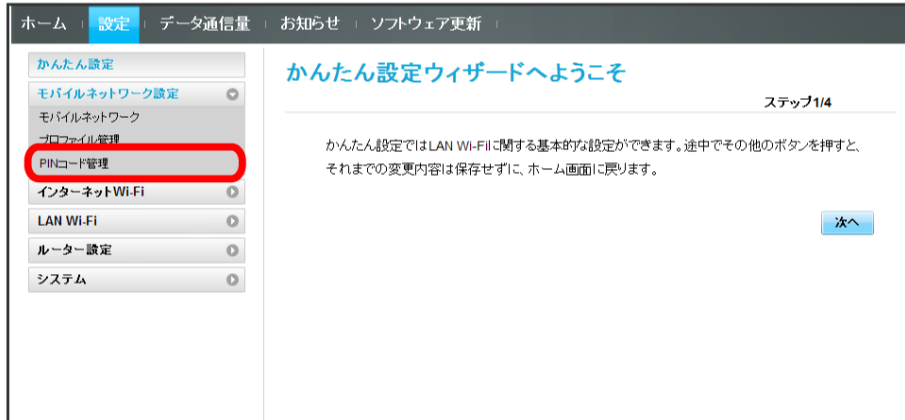 ホーム 設定 データ通信量 お知らせ ソフトウェア更新
かんたん設定
モバイルネットワーク設定
モバイルネットワーク
プロファイル管理
PINコード管理
インターネットWi-Fi
LAN Wi-Fi
ルーター設定
システム
かんたん設定ウィザードへようこそ
ステップ1/4
かんたん設定ではLAN Wi-Fiに関する基本的な設定ができます。途中でその他のボタンを押すと、
それまでの変更内容は保存せずに、ホーム画面に戻ります。
次へ